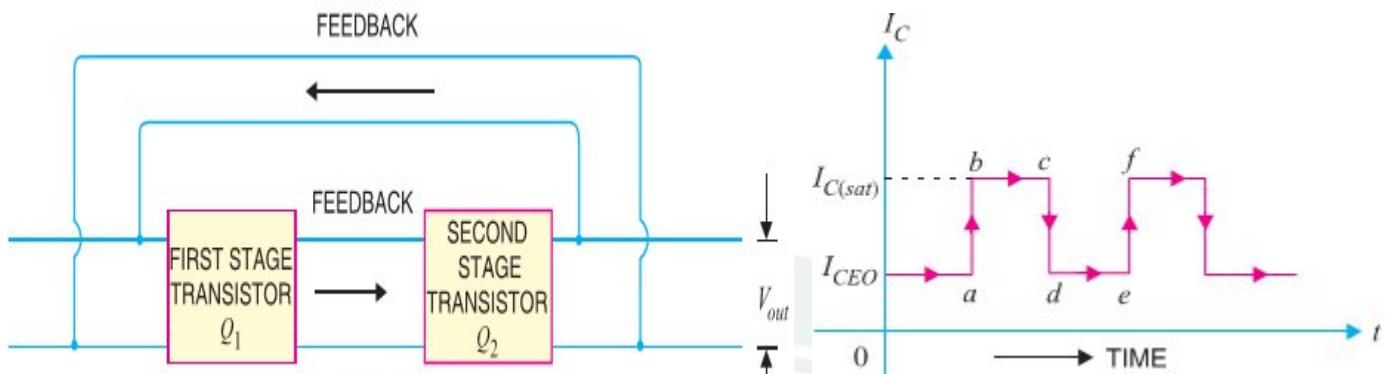 FEEDBACK
FEEDBACK
FIRST STAGE
TRANSISTOR
Q1
SECOND
STAGE
TRANSISTOR
Q2
Vout
IC
IC(sat)
ICEO
b
c
f
a
d
e
0
TIME
t